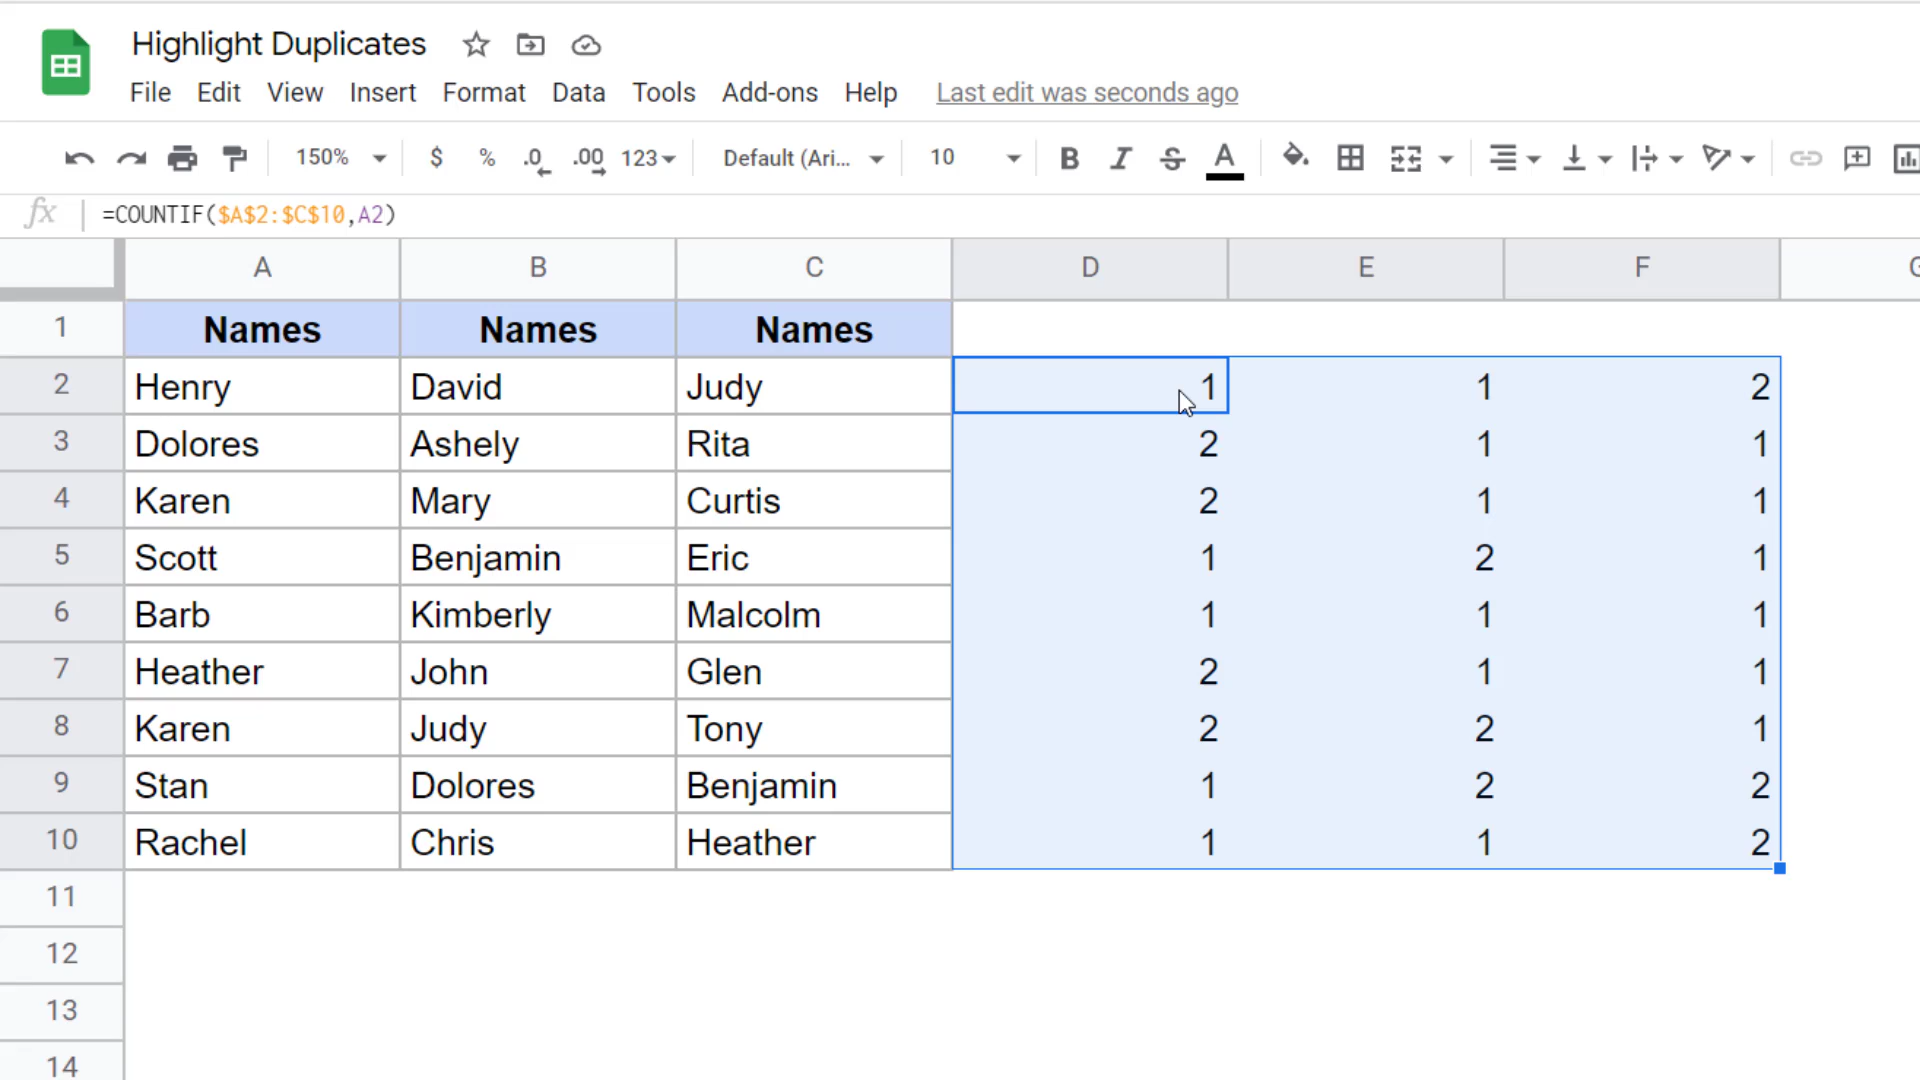 Highlight Duplicates
File Edit View Insert Format Data Tools Add-ons Help Last edit was seconds ago
150% $ % .0 .00 123 Default (Ari... 10 B I S A
fx =COUNTIF($A$2:$C$10,A2)
A B C D E F G
1 Names Names Names
2 Henry David Judy 1 1 2
3 Dolores Ashely Rita 2 1 1
4 Karen Mary Curtis 2 1 1
5 Scott Benjamin Eric 1 2 1
6 Barb Kimberly Malcolm 1 1 1
7 Heather John Glen 2 1 1
8 Karen Judy Tony 2 2 1
9 Stan Dolores Benjamin 1 2 2
10 Rachel Chris Heather 1 1 2
11
12
13
14